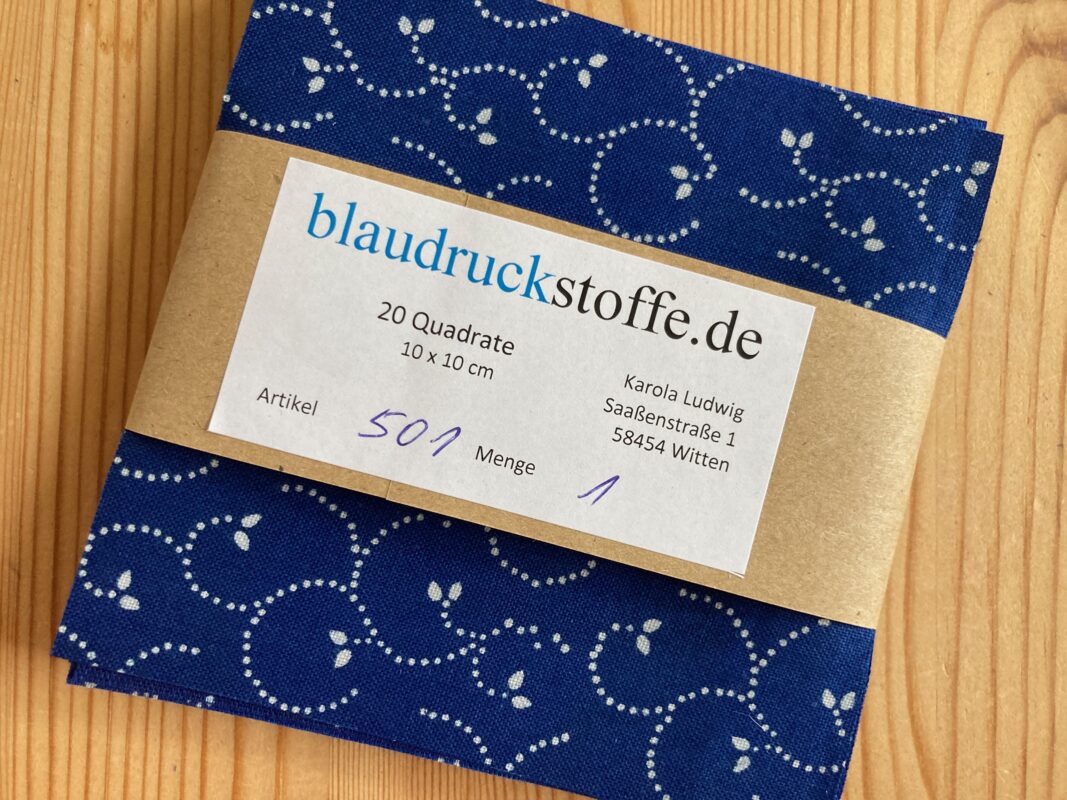 blaudruckstoffe.de
20 Quadrate
10 x 10 cm
Karola Ludwig
Saaßenstraße 1
58454 Witten
Artikel 501 Menge 1